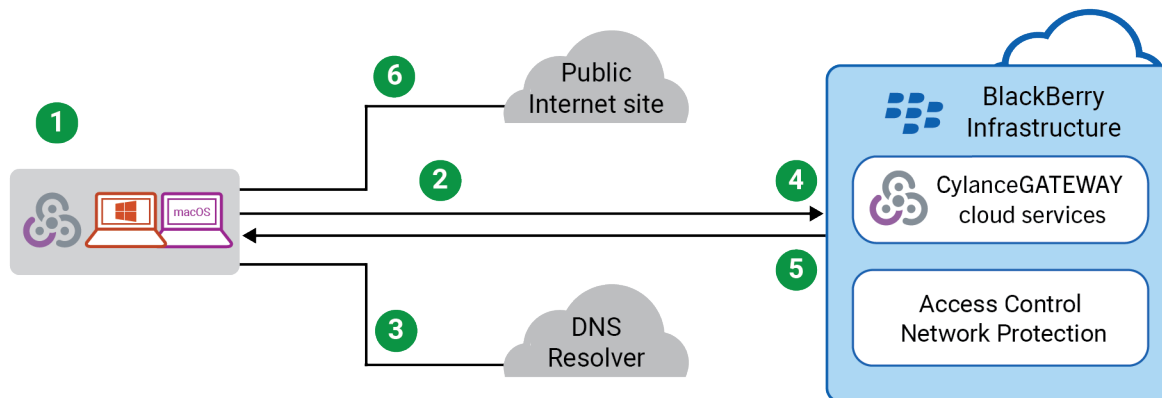 1
6
Public
Internet site
BlackBerry
Infrastructure
2
4
CylanceGATEWAY
cloud services
macOS
5
3
DNS
Resolver
Access Control
Network Protection